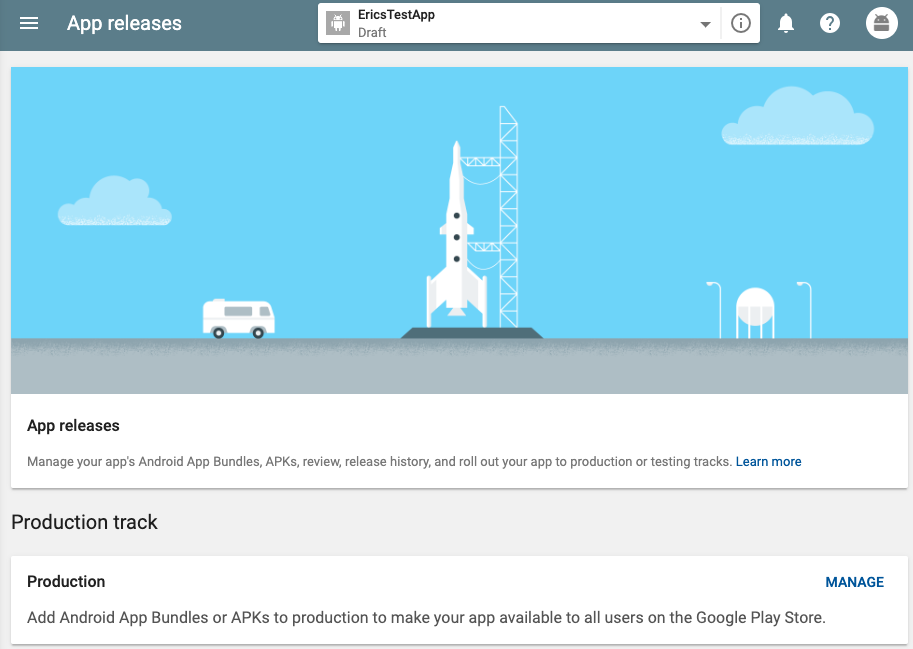 App releases
EricsTestApp
Draft
App releases
Manage your app's Android App Bundles, APKs, review, release history, and roll out your app to production or testing tracks. Learn more
Production track
Production
MANAGE
Add Android App Bundles or APKs to production to make your app available to all users on the Google Play Store.